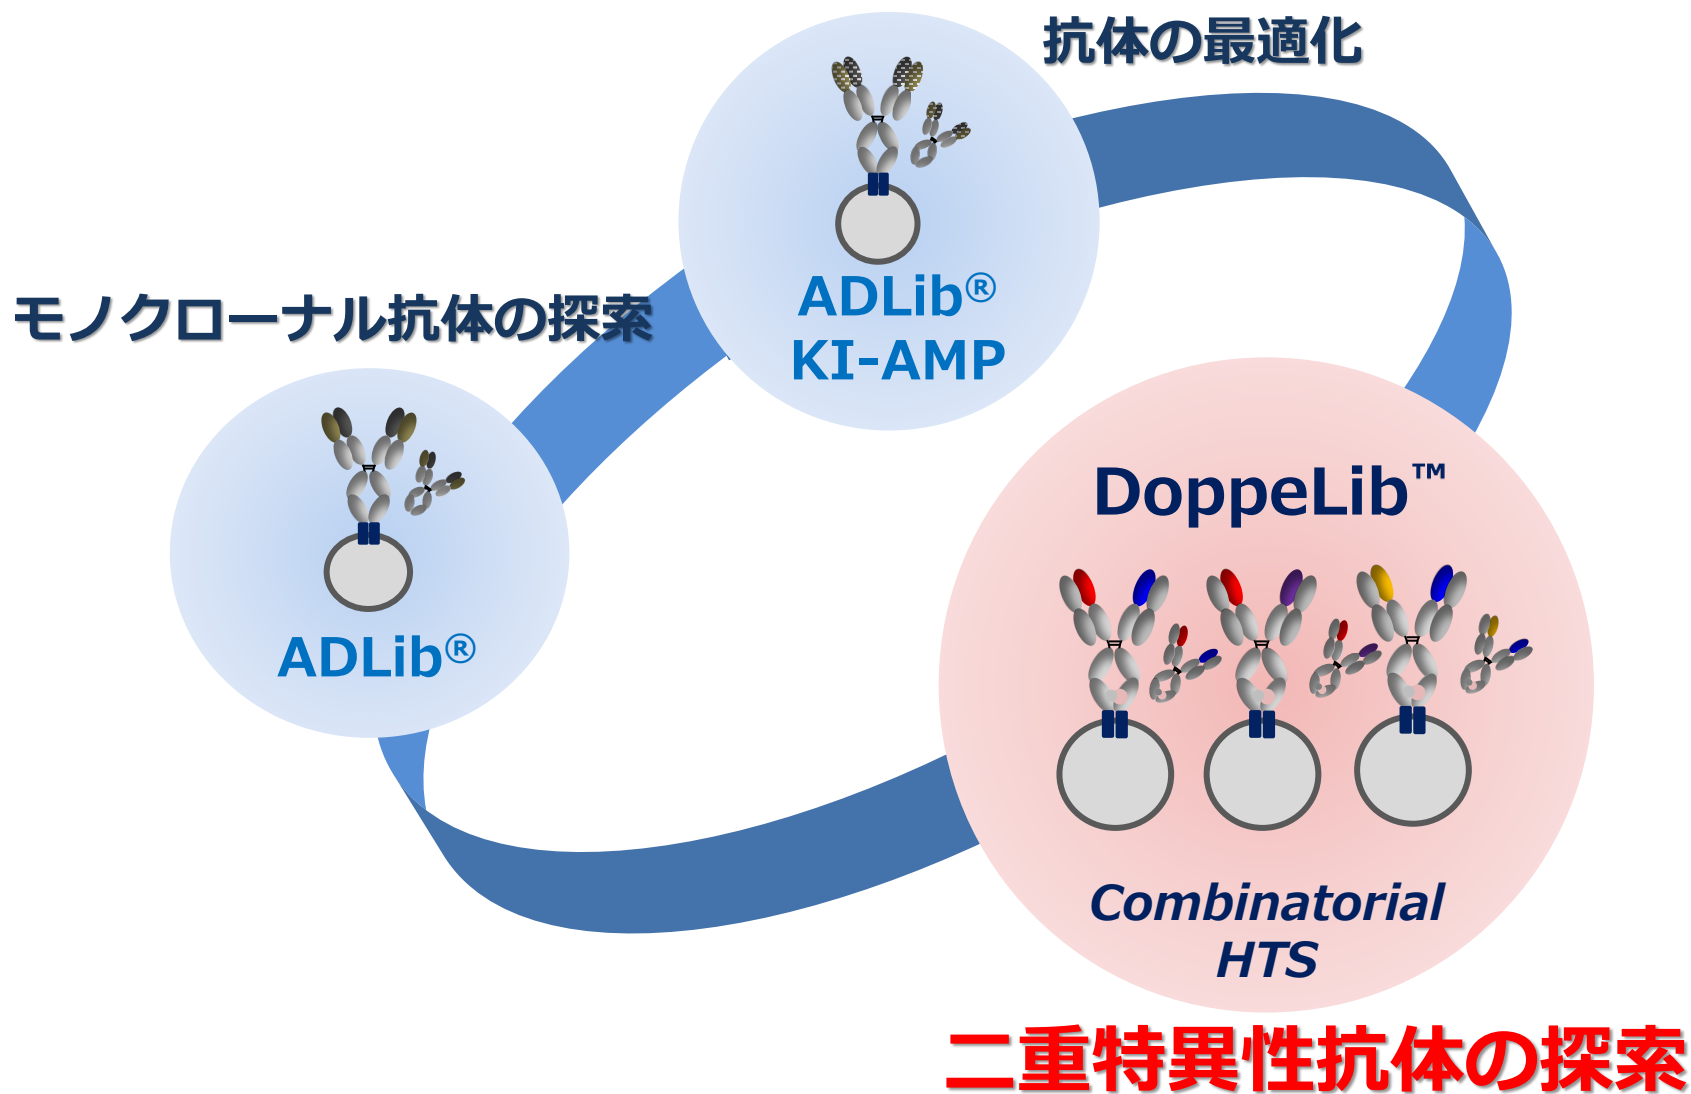 抗体の最適化
ADLib®
KI-AMP
モノクローナル抗体の探索
ADLib®
DoppeLib™
Combinatorial
HTS
二重特異性抗体の探索